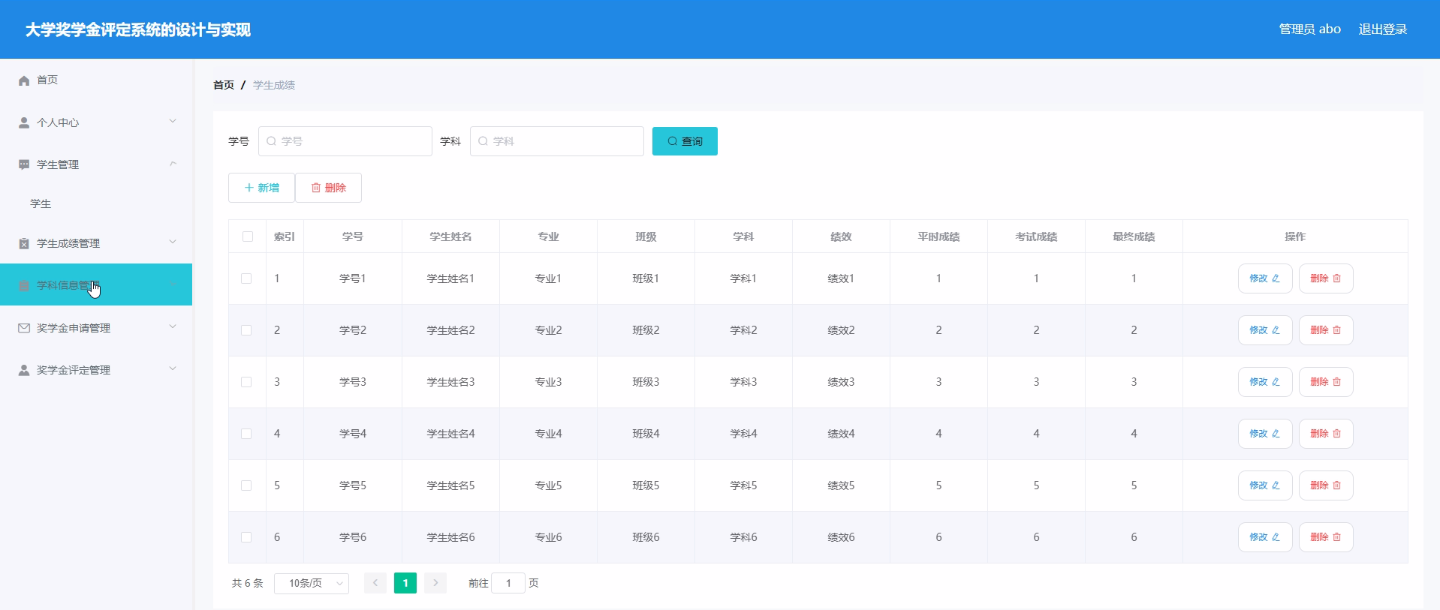 大学奖学金评定系统的设计与实现
管理员 abo 退出登录
首页
个人中心
学生管理
学生
学生成绩管理
学科信息管理
奖学金申请管理
奖学金评定管理
首页 / 学生成绩
学号 学号 学科 学科 查询
新增 删除
索引 学号 学生姓名 专业 班级 学科 绩效 平时成绩 考试成绩 最终成绩 操作
1 学号1 学生姓名1 专业1 班级1 学科1 绩效1 1 1 1 修改 删除
2 学号2 学生姓名2 专业2 班级2 学科2 绩效2 2 2 2 修改 删除
3 学号3 学生姓名3 专业3 班级3 学科3 绩效3 3 3 3 修改 删除
4 学号4 学生姓名4 专业4 班级4 学科4 绩效4 4 4 4 修改 删除
5 学号5 学生姓名5 专业5 班级5 学科5 绩效5 5 5 5 修改 删除
6 学号6 学生姓名6 专业6 班级6 学科6 绩效6 6 6 6 修改 删除
共 6 条 10条/页 1 前往 1 页